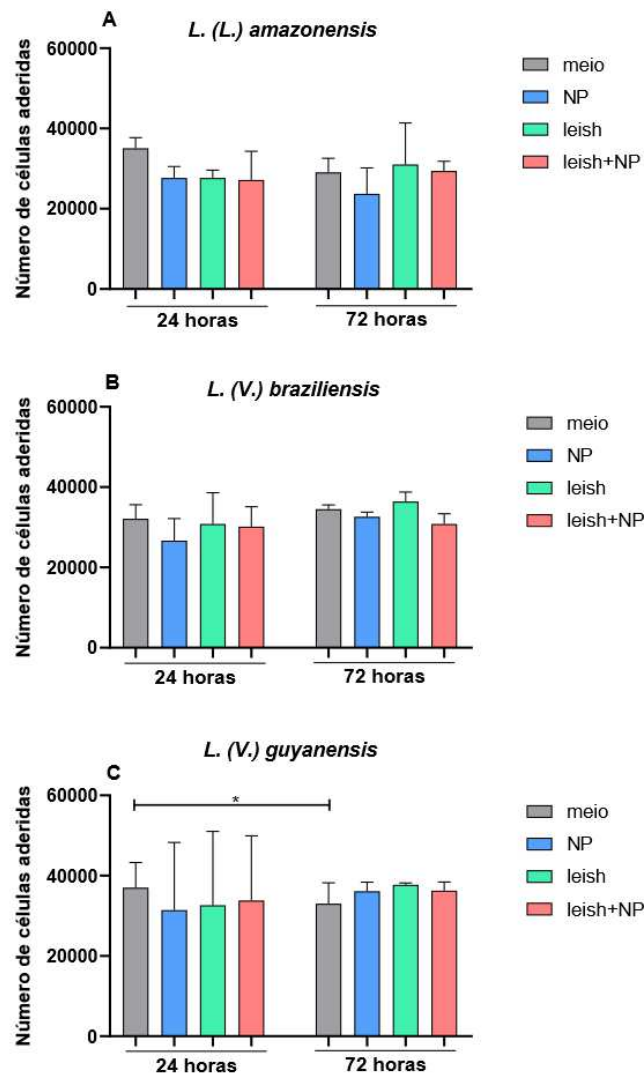 A
L. (L.) amazonensis
Número de células aderidas
60000
40000
20000
0
24 horas
72 horas
meio
NP
leish
leish+NP
B
L. (V.) braziliensis
Número de células aderidas
60000
40000
20000
0
24 horas
72 horas
meio
NP
leish
leish+NP
L. (V.) guyanensis
C
Número de células aderidas
60000
40000
20000
0
*
24 horas
72 horas
meio
NP
leish
leish+NP